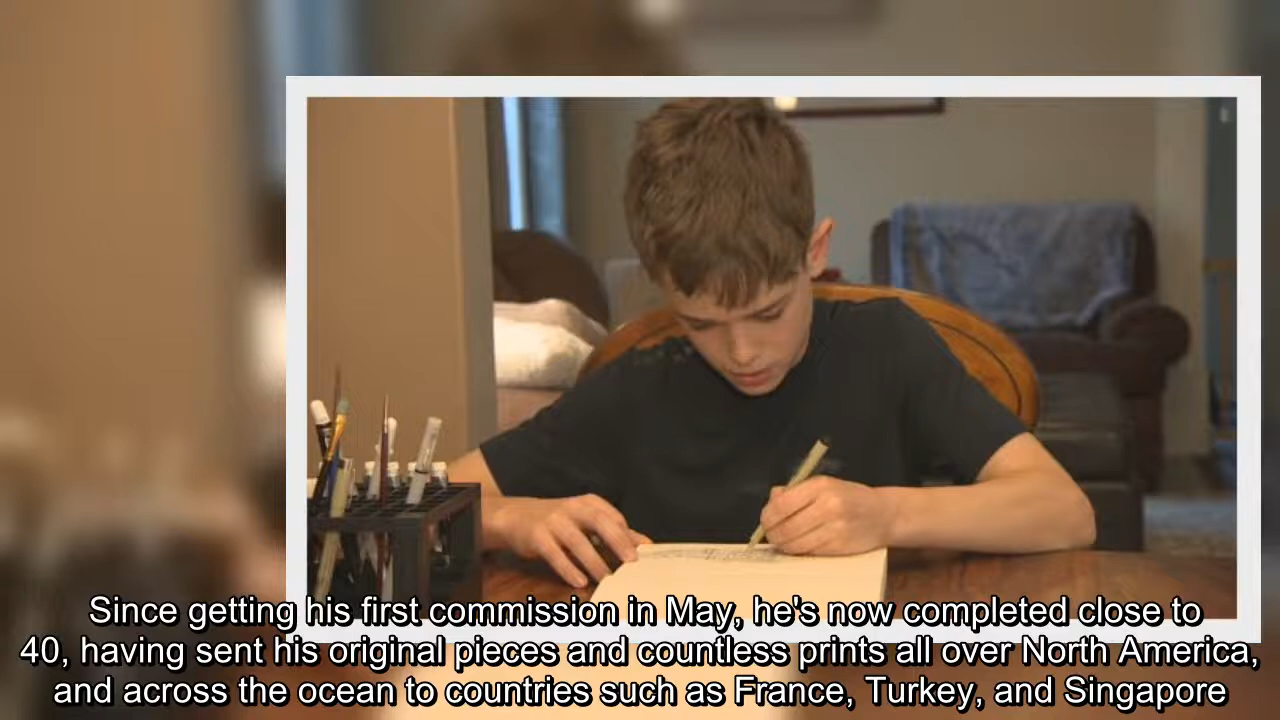 Since getting his first commission in May, he's now completed close to
40, having sent his original pieces and countless prints all over North America,
and across the ocean to countries such as France, Turkey, and Singapore